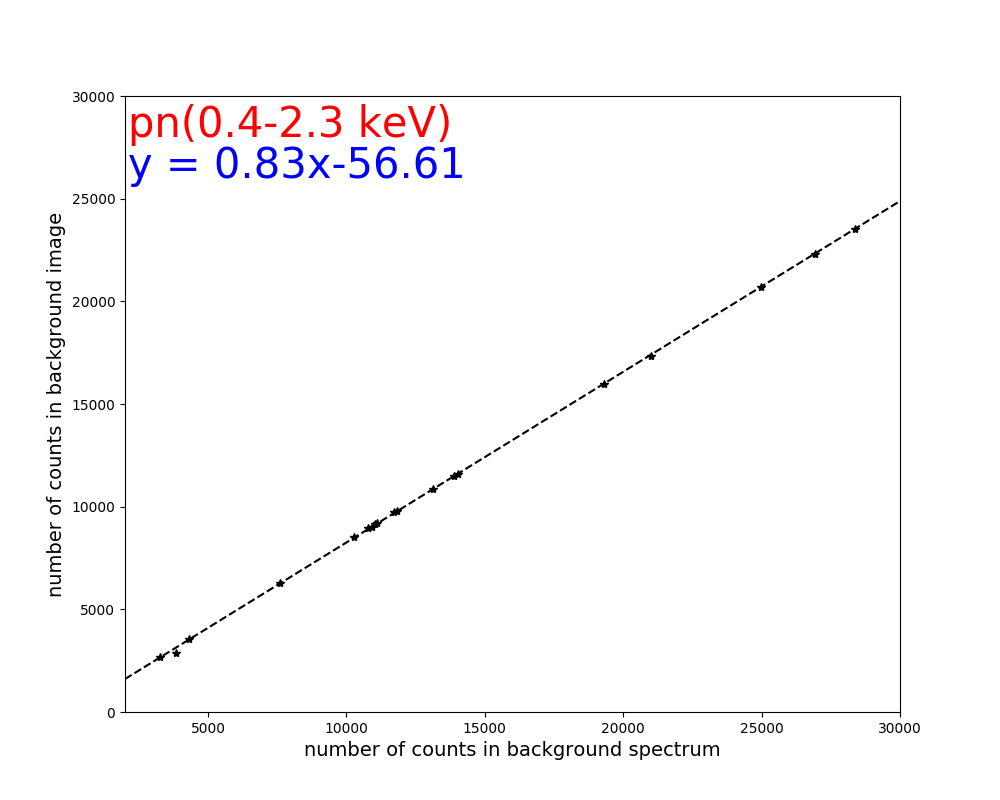 pn(0.4-2.3 keV)
y = 0.83x-56.61
30000
25000
20000
15000
10000
5000
0
number of counts in background image
5000 10000 15000 20000 25000 30000
number of counts in background spectrum